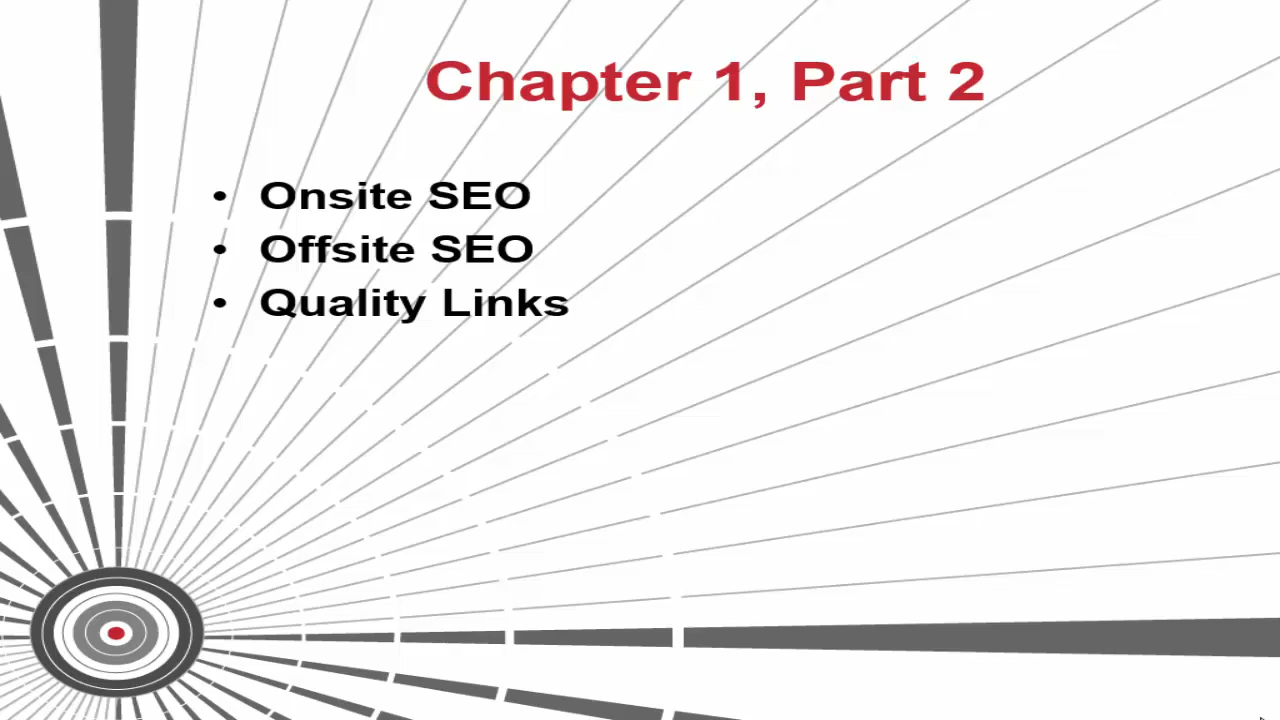 Chapter 1, Part 2
• Onsite SEO
• Offsite SEO
• Quality Links